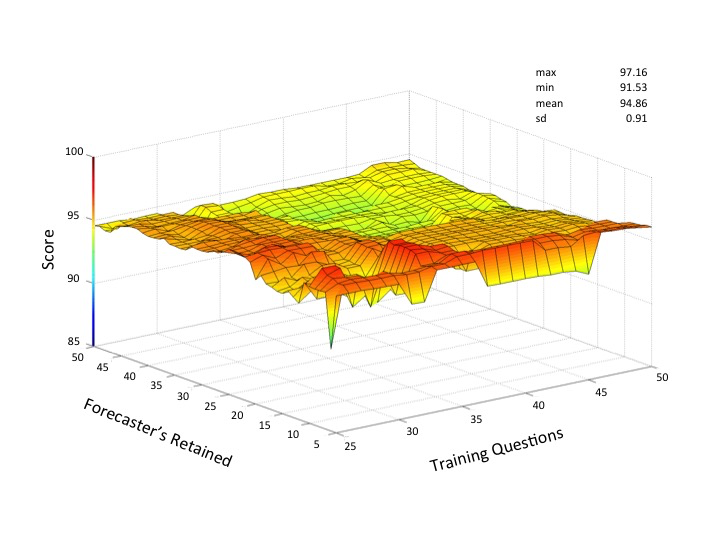 max 97.16
min 91.53
mean 94.86
sd 0.91
100
95
90
85
Score
50
45
40
35
30
25
20
15
10
5
Forecaster's Retained
25
30
35
40
45
50
Training Questions